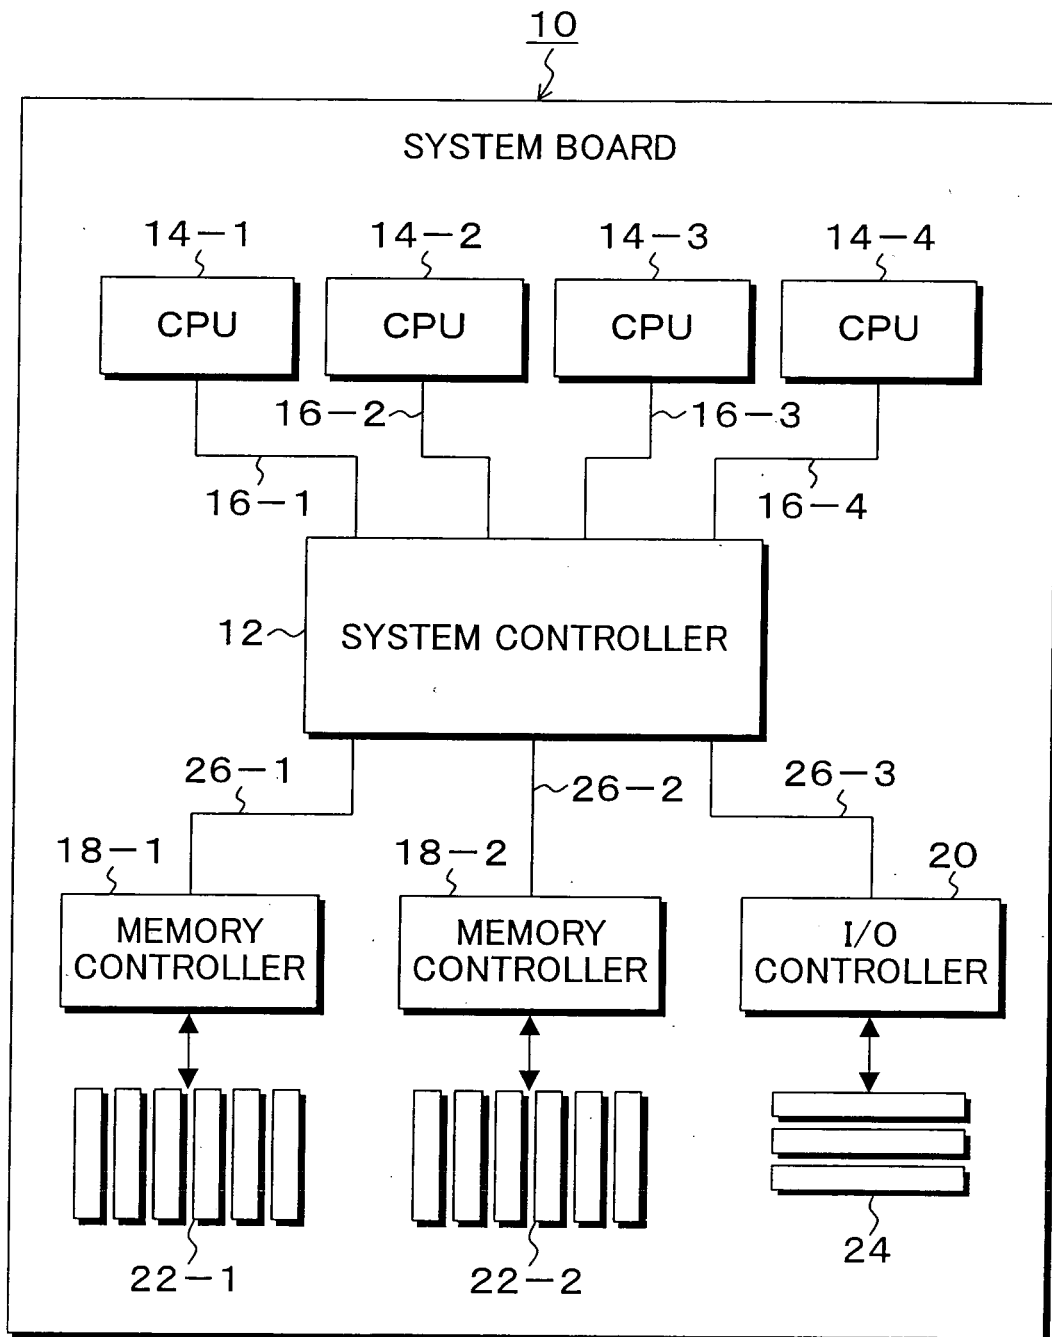 10
SYSTEM BOARD
14-1 14-2 14-3 14-4
CPU CPU CPU CPU
16-2 16-3
16-1 16-4
12 SYSTEM CONTROLLER
26-1 26-2 26-3
18-1 18-2 20
MEMORY CONTROLLER
MEMORY CONTROLLER
I/O CONTROLLER
22-1 22-2 24